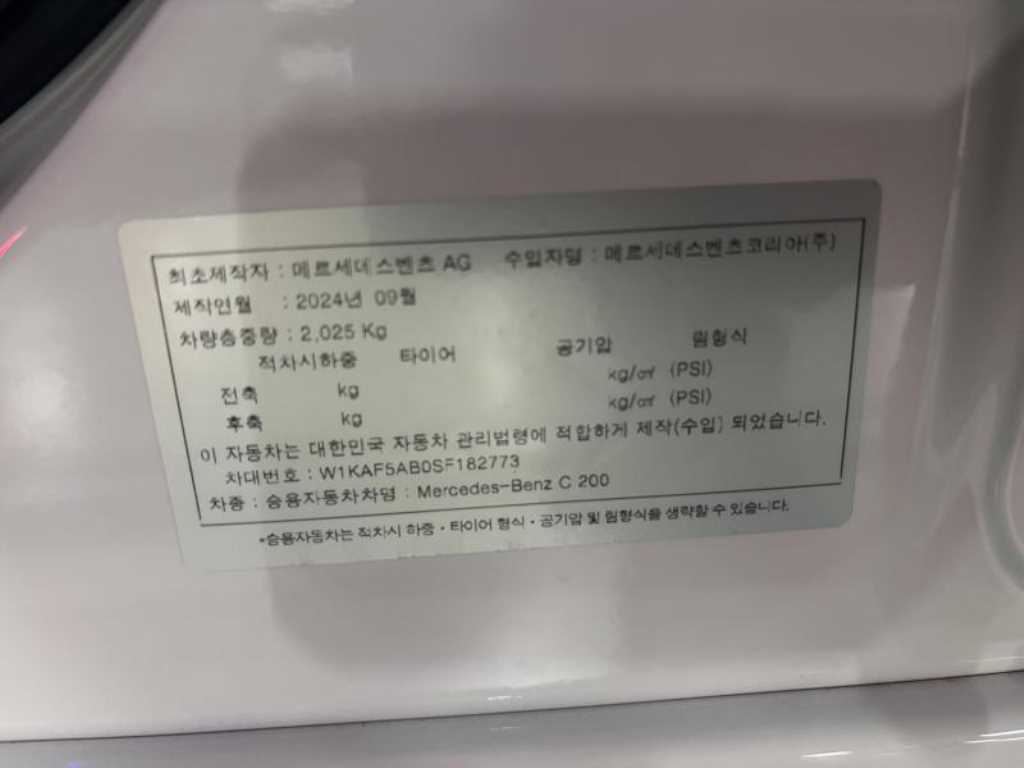 최초제작자 : 메르세데스벤츠 AG 수입자명 : 메르세데스벤츠코리아(주)
제작연월 : 2024년 09월
차량총중량 : 2,025 Kg
적차시하중 타이어 공기압 림형식
전축 kg kg/㎠ (PSI)
후축 kg kg/㎠ (PSI)
이 자동차는 대한민국 자동차 관리법령에 적합하게 제작(수입) 되었습니다.
차대번호 : W1KAF5AB0SF182773
차종 : 승용자동차차명 : Mercedes-Benz C 200
*승용자동차는 적차시 하중・타이어 형식・공기압 및 림형식을 생략할 수 있습니다.